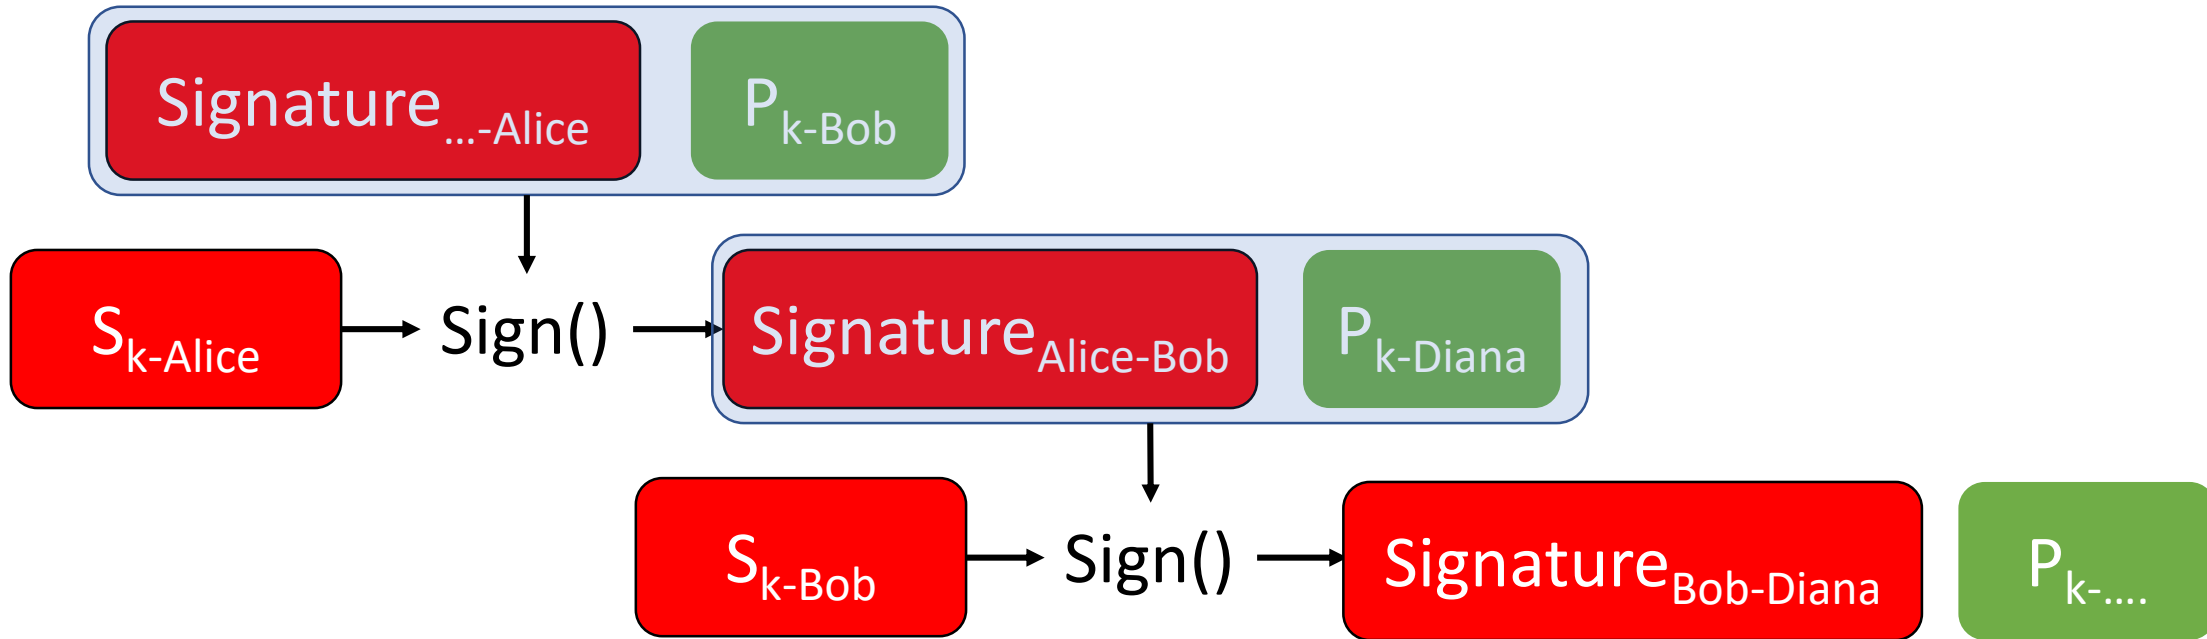 Signature...-Alice Pk-Bob
Sk-Alice Sign() SignatureAlice-Bob Pk-Diana
Sk-Bob Sign() SignatureBob-Diana Pk-....